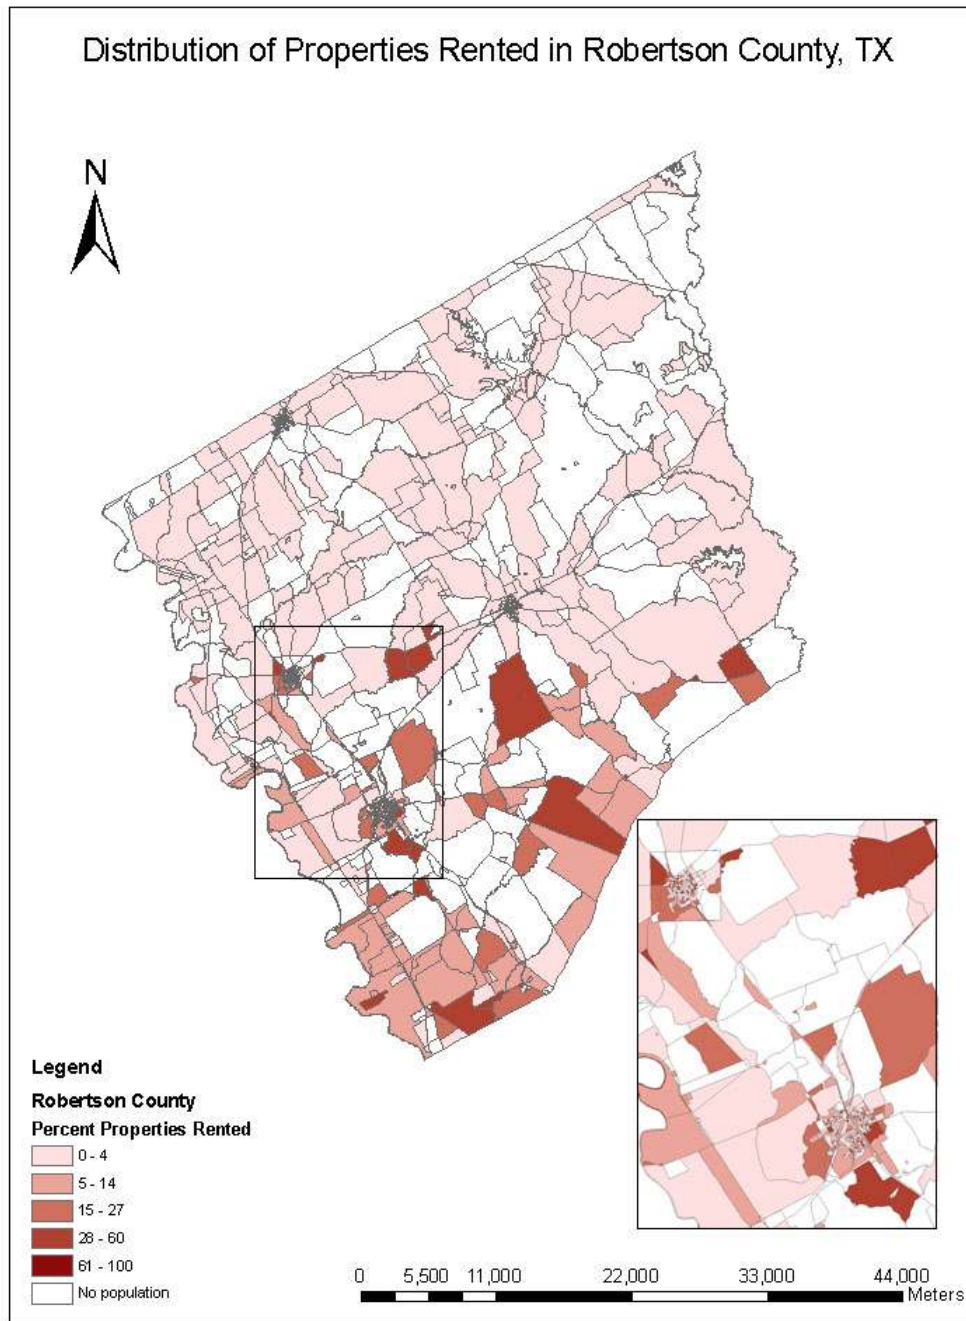 Distribution of Properties Rented in Robertson County, TX
N
Legend
Robertson County
Percent Properties Rented
0 - 4
5 - 14
15 - 27
28 - 60
61 - 100
No population
0 5,500 11,000 22,000 33,000 44,000
Meters